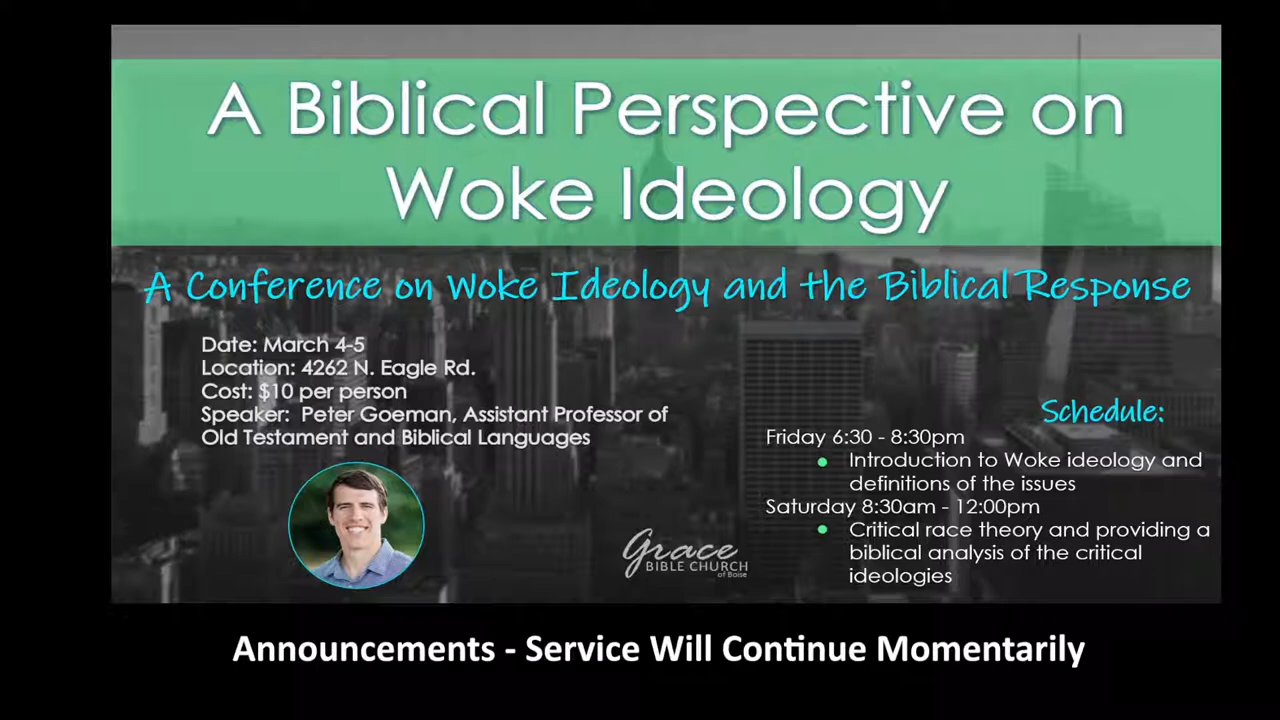 A Biblical Perspective on
Woke Ideology
A Conference on Woke Ideology and the Biblical Response
Date: March 4-5
Location: 4262 N. Eagle Rd.
Cost: $10 per person
Speaker: Peter Goeman, Assistant Professor of
Old Testament and Biblical Languages
Schedule:
Friday 6:30 - 8:30pm
● Introduction to Woke ideology and
definitions of the issues
Saturday 8:30am - 12:00pm
● Critical race theory and providing a
biblical analysis of the critical
ideologies
Grace
BIBLE CHURCH
of Boise
Announcements - Service Will Continue Momentarily